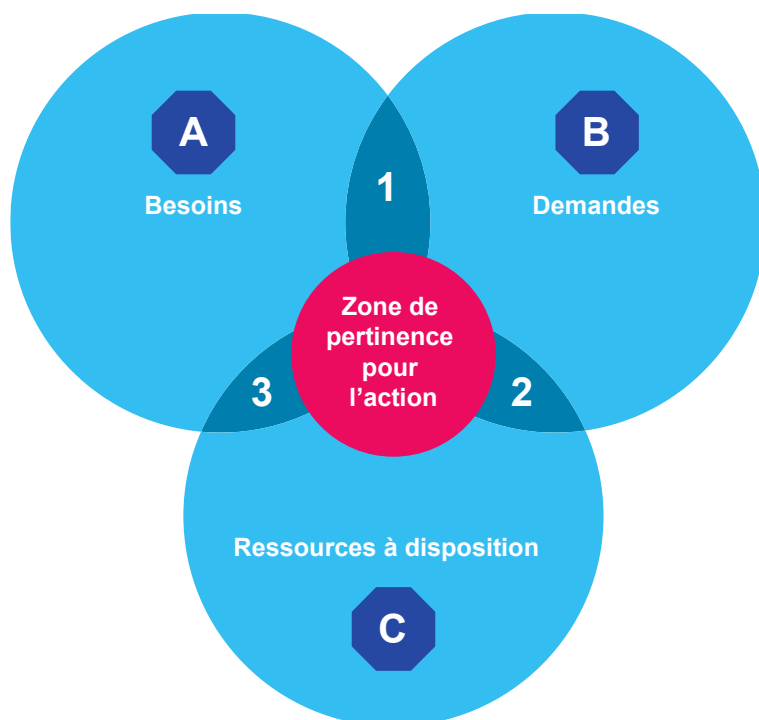 A
B
Besoins
1
Demandes
Zone de
pertinence
pour
l’action
3
2
Ressources à disposition
C